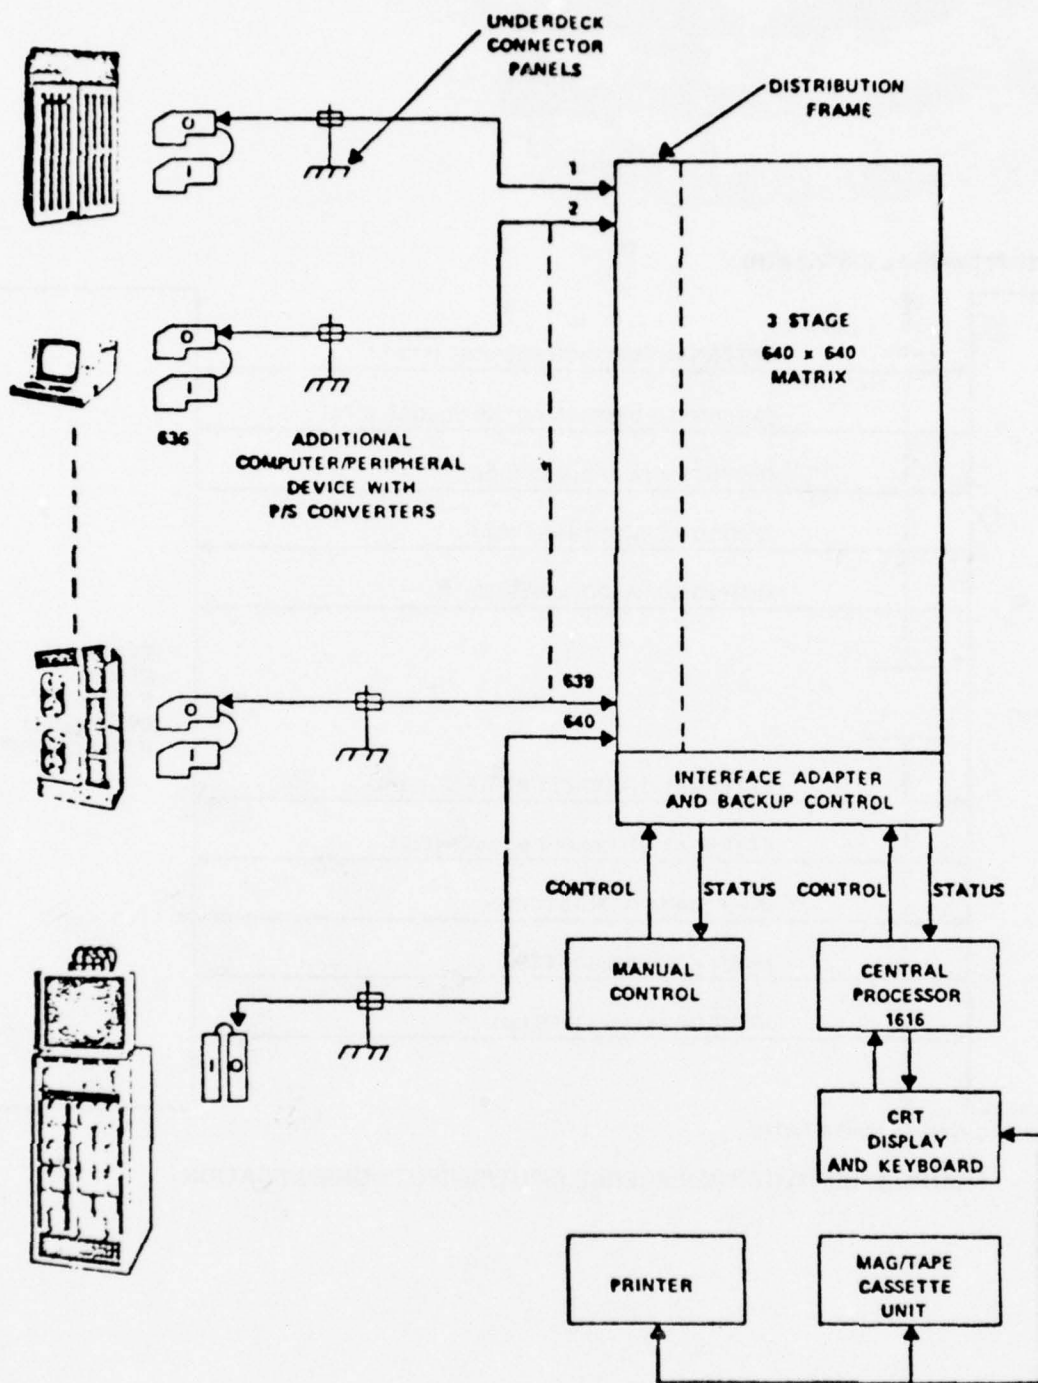 UNDERDECK
CONNECTOR
PANELS
DISTRIBUTION
FRAME
O
I
1
2
3 STAGE
640 x 640
MATRIX
O
I
636
ADDITIONAL
COMPUTER/PERIPHERAL
DEVICE WITH
P/S CONVERTERS
639
640
O
I
INTERFACE ADAPTER
AND BACKUP CONTROL
CONTROL
STATUS
CONTROL
STATUS
MANUAL
CONTROL
CENTRAL
PROCESSOR
1616
I
O
CRT
DISPLAY
AND KEYBOARD
PRINTER
MAG/TAPE
CASSETTE
UNIT